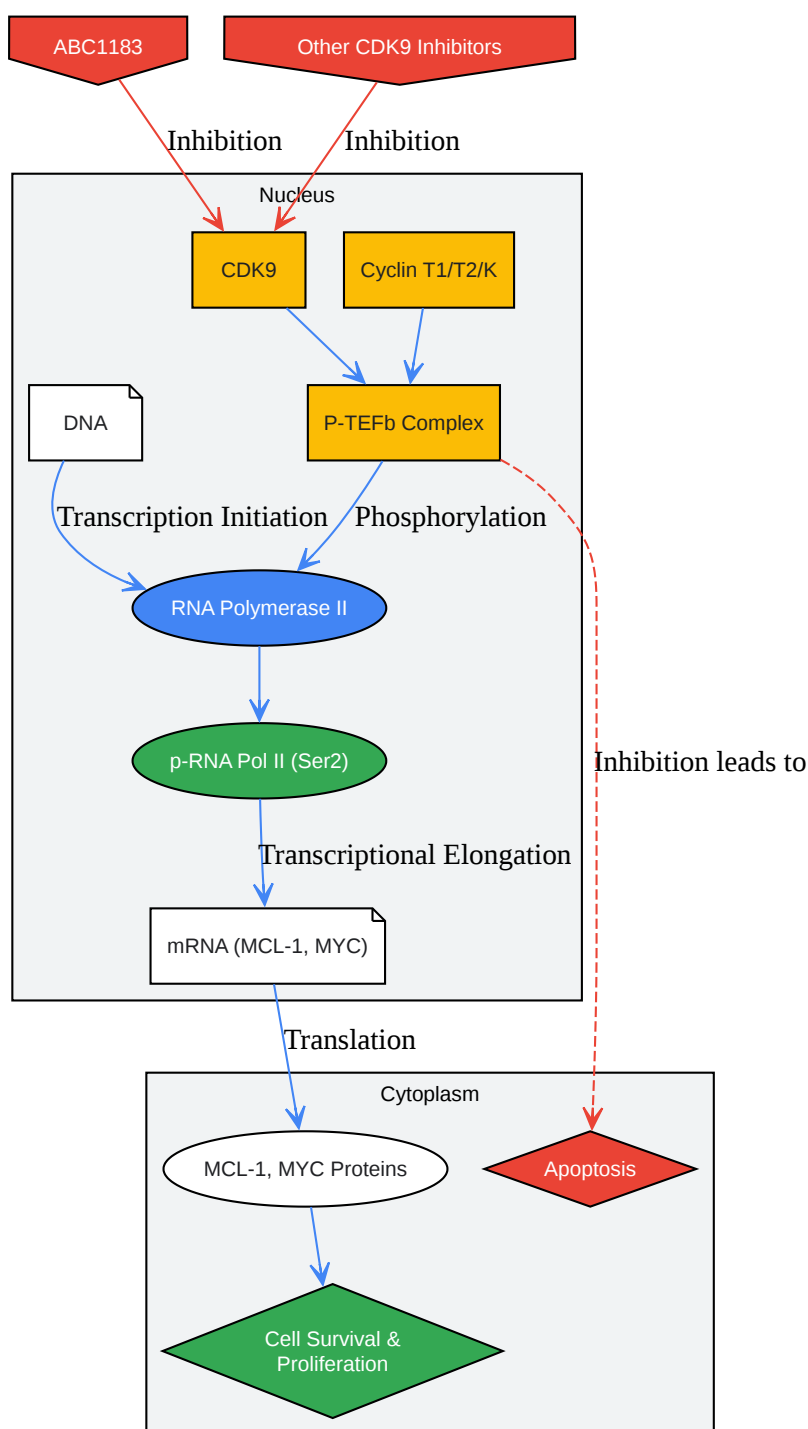 ABC1183
Other CDK9 Inhibitors
Inhibition
Inhibition
Nucleus
CDK9
Cyclin T1/T2/K
DNA
P-TEFb Complex
Transcription Initiation
Phosphorylation
RNA Polymerase II
p-RNA Pol II (Ser2)
Inhibition leads to
Transcriptional Elongation
mRNA (MCL-1, MYC)
Translation
Cytoplasm
MCL-1, MYC Proteins
Apoptosis
Cell Survival &
Proliferation